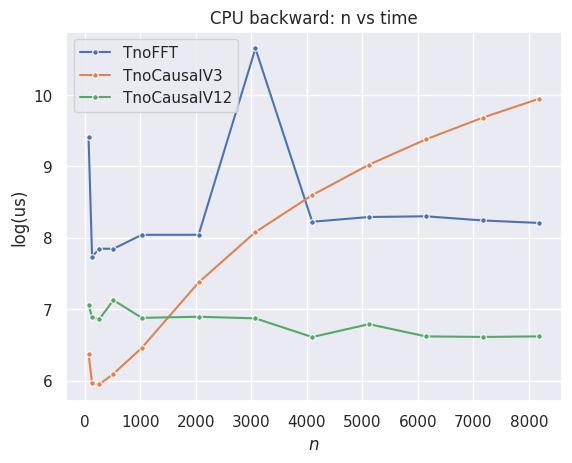 CPU backward: n vs time
TnoFFT
TnoCausalV3
TnoCausalV12
log(us)
10
9
8
7
6
0 1000 2000 3000 4000 5000 6000 7000 8000
n